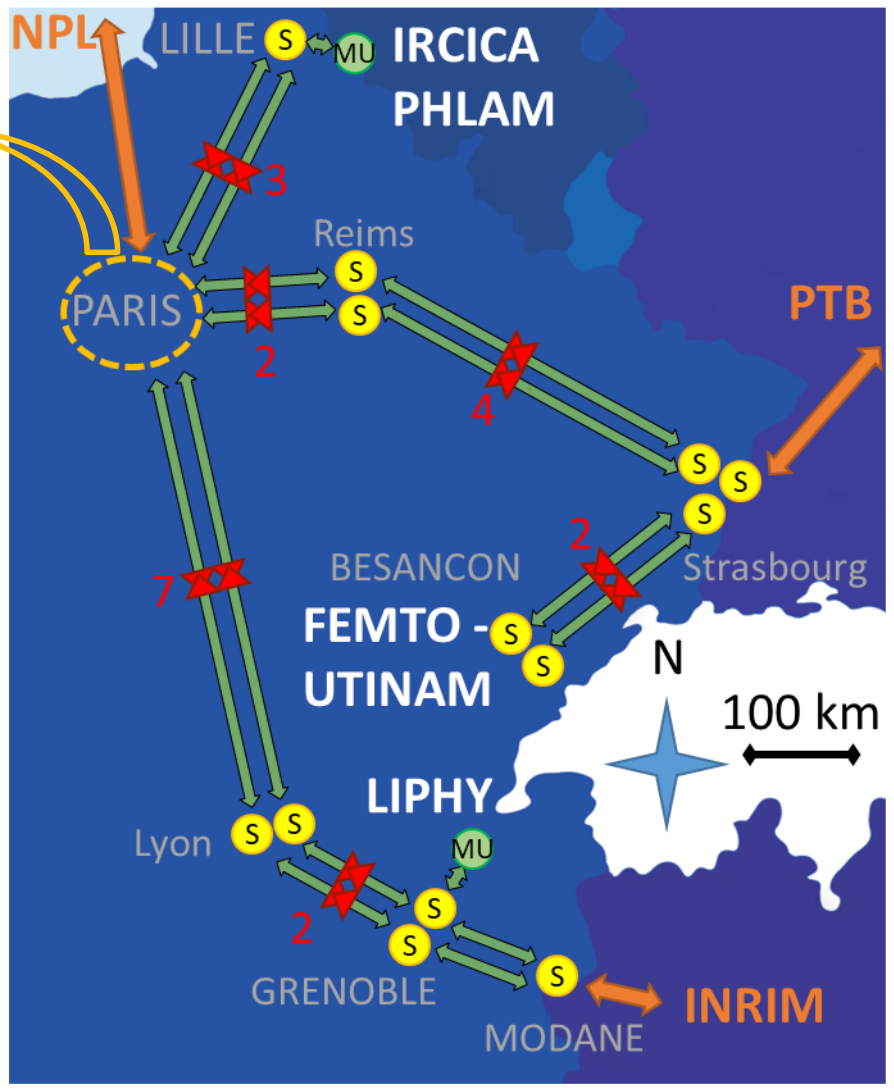 NPL
LILLE
S
MU
IRCICA
PHLAM
3
Reims
S
S
PARIS
2
PTB
4
S
S
S
2
BESANCON
Strasbourg
FEMTO -
UTINAM
S
S
N
7
100 km
LIPHY
Lyon
S
S
MU
2
S
S
GRENOBLE
S
INRIM
MODANE